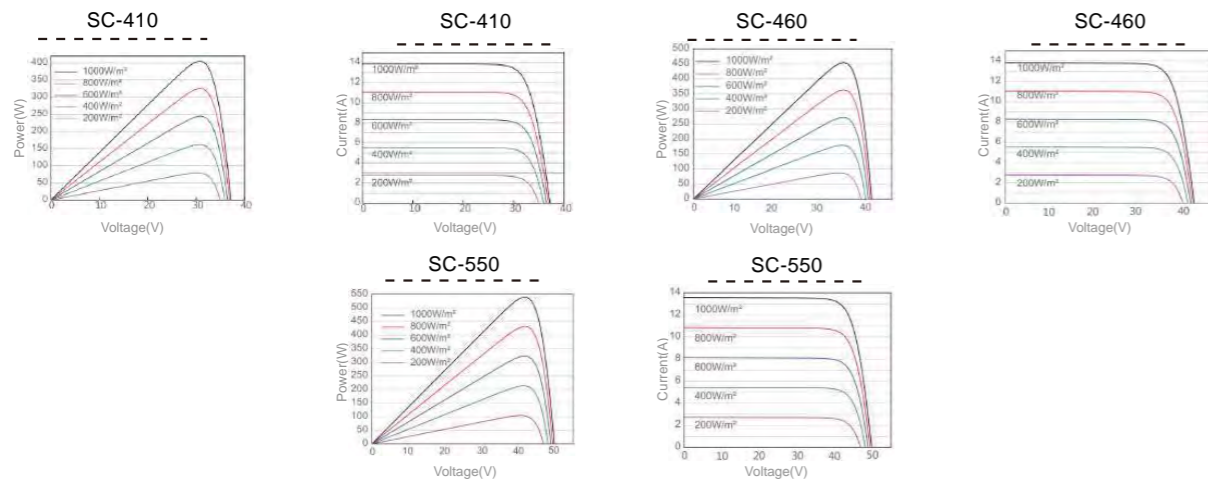 SC-410
Power(W)
400
350
300
250
200
150
100
50
0
1000W/m²
800W/m²
600W/m²
400W/m²
200W/m²
0 10 20 30 40
Voltage(V)
SC-410
Current(A)
14
12
10
8
6
4
2
0
1000W/m²
800W/m²
600W/m²
400W/m²
200W/m²
0 10 20 30 40
Voltage(V)
SC-460
Power(W)
500
450
400
350
300
250
200
150
100
50
0
1000W/m²
800W/m²
600W/m²
400W/m²
200W/m²
0 10 20 30 40
Voltage(V)
SC-460
Current(A)
14
12
10
8
6
4
2
0
1000W/m²
800W/m²
600W/m²
400W/m²
200W/m²
0 10 20 30 40
Voltage(V)
SC-550
Power(W)
550
500
450
400
350
300
250
200
150
100
50
0
1000W/m²
800W/m²
600W/m²
400W/m²
200W/m²
0 10 20 30 40 50
Voltage(V)
SC-550
Current(A)
14
12
10
8
6
4
2
0
1000W/m²
800W/m²
600W/m²
400W/m²
200W/m²
0 10 20 30 40 50
Voltage(V)